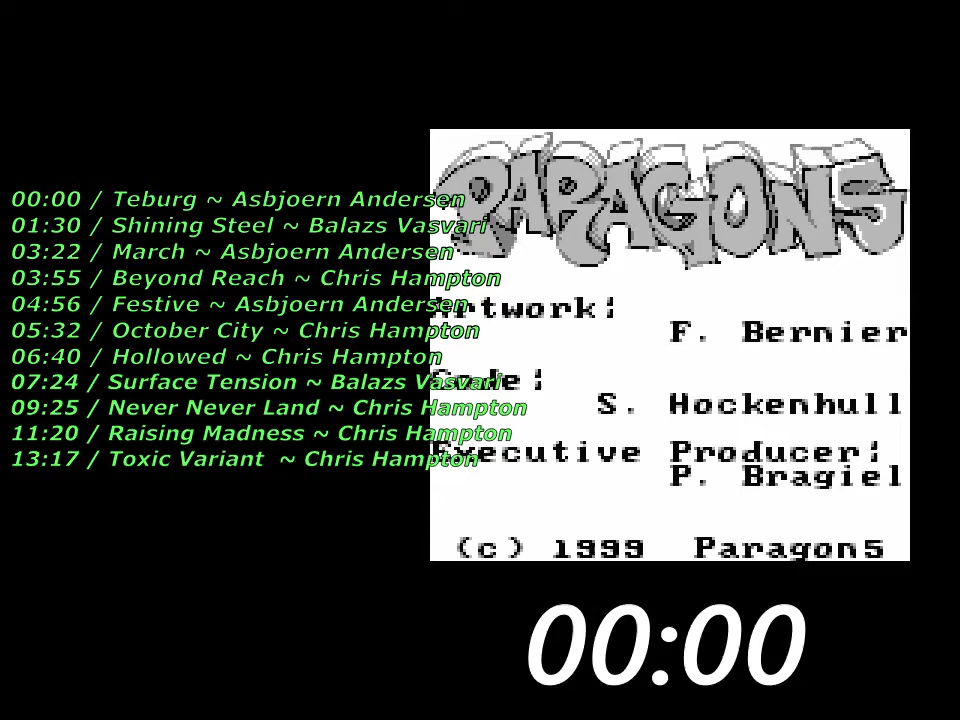 PARAGON5
00:00 / Teburg ~ Asbjoern Andersen
01:30 / Shining Steel ~ Balazs Vasvari
03:22 / March ~ Asbjoern Andersen
03:55 / Beyond Reach ~ Chris Hampton
04:56 / Festive ~ Asbjoern Andersen
05:32 / October City ~ Chris Hampton
06:40 / Hollowed ~ Chris Hampton
07:24 / Surface Tension ~ Balazs Vasvari
09:25 / Never Never Land ~ Chris Hampton
11:20 / Raising Madness ~ Chris Hampton
13:17 / Toxic Variant ~ Chris Hampton
Artwork:
F. Bernier
Code:
S. Hockenhull
Executive Producer:
P. Bragiel
(c) 1999 Paragon5
00:00